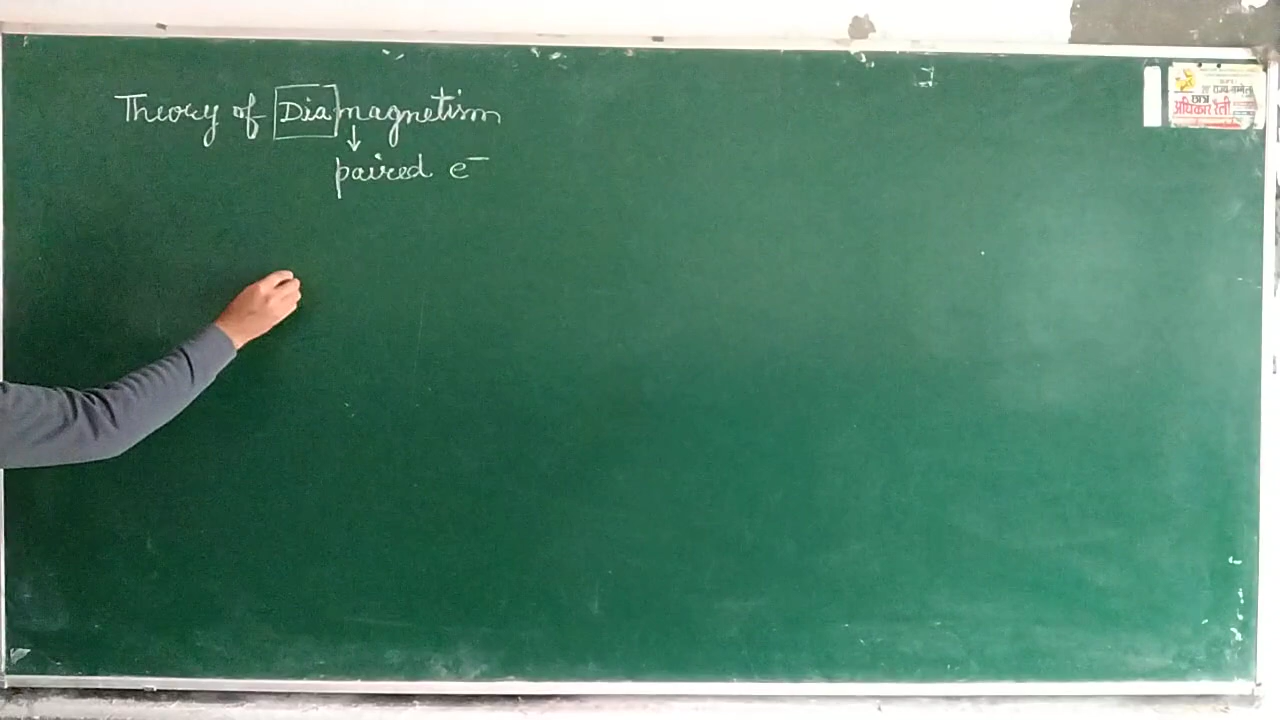 Theory of Diamagnetism
↓
paired e⁻
छात्र
अधिकार रैली